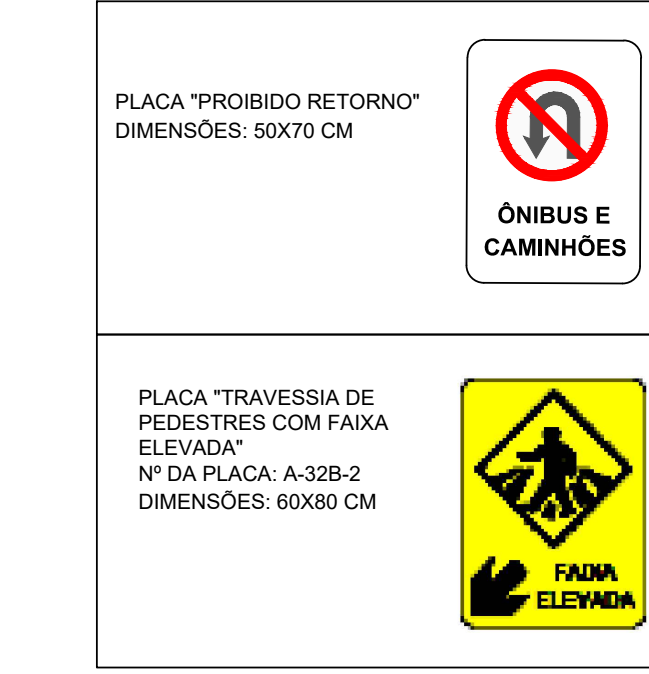 PLACA "PROIBIDO RETORNO"
DIMENSÕES: 50X70 CM
ÔNIBUS E
CAMINHÕES
PLACA "TRAVESSIA DE
PEDESTRES COM FAIXA
ELEVADA"
Nº DA PLACA: A-32B-2
DIMENSÕES: 60X80 CM
FAIXA
ELEVADA